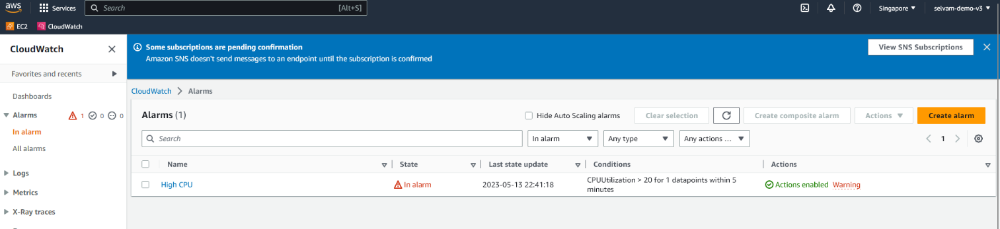 aws Services Search [Alt+S] Singapore selvam-demo-v3
EC2 CloudWatch
CloudWatch
Favorites and recents
Dashboards
Alarms 1 0 0
In alarm
All alarms
Logs
Metrics
X-Ray traces
Some subscriptions are pending confirmation
Amazon SNS doesn't send messages to an endpoint until the subscription is confirmed
View SNS Subscriptions
CloudWatch Alarms
Alarms (1) Hide Auto Scaling alarms Clear selection Create composite alarm Actions Create alarm
Search In alarm Any type Any actions ... 1
Name State Last state update Conditions Actions
High CPU In alarm 2023-05-13 22:41:18 CPUUtilization > 20 for 1 datapoints within 5 Actions enabled Warning
minutes